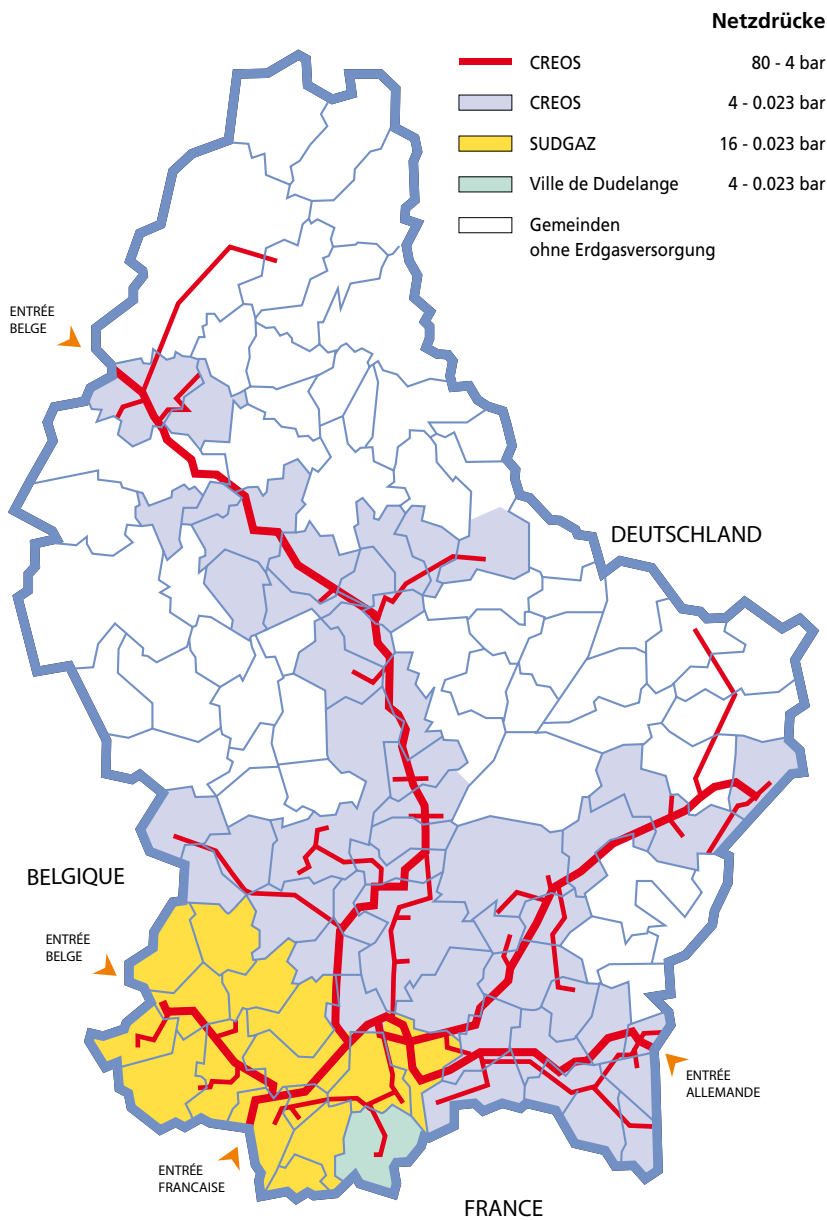 Netzdrücke
CREOS 80 - 4 bar
CREOS 4 - 0.023 bar
SUDGAZ 16 - 0.023 bar
Ville de Dudelange 4 - 0.023 bar
Gemeinden
ohne Erdgasversorgung
ENTRÉE
BELGE
DEUTSCHLAND
BELGIQUE
ENTRÉE
BELGE
ENTRÉE
ALLEMANDE
ENTRÉE
FRANCAISE
FRANCE